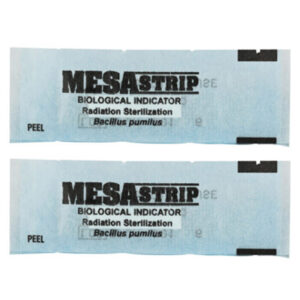 MESASTRIP
BIOLOGICAL INDICATOR
Radiation Sterilization
Bacillus pumilus
PEEL
MESASTRIP
BIOLOGICAL INDICATOR
Radiation Sterilization
Bacillus pumilus
PEEL